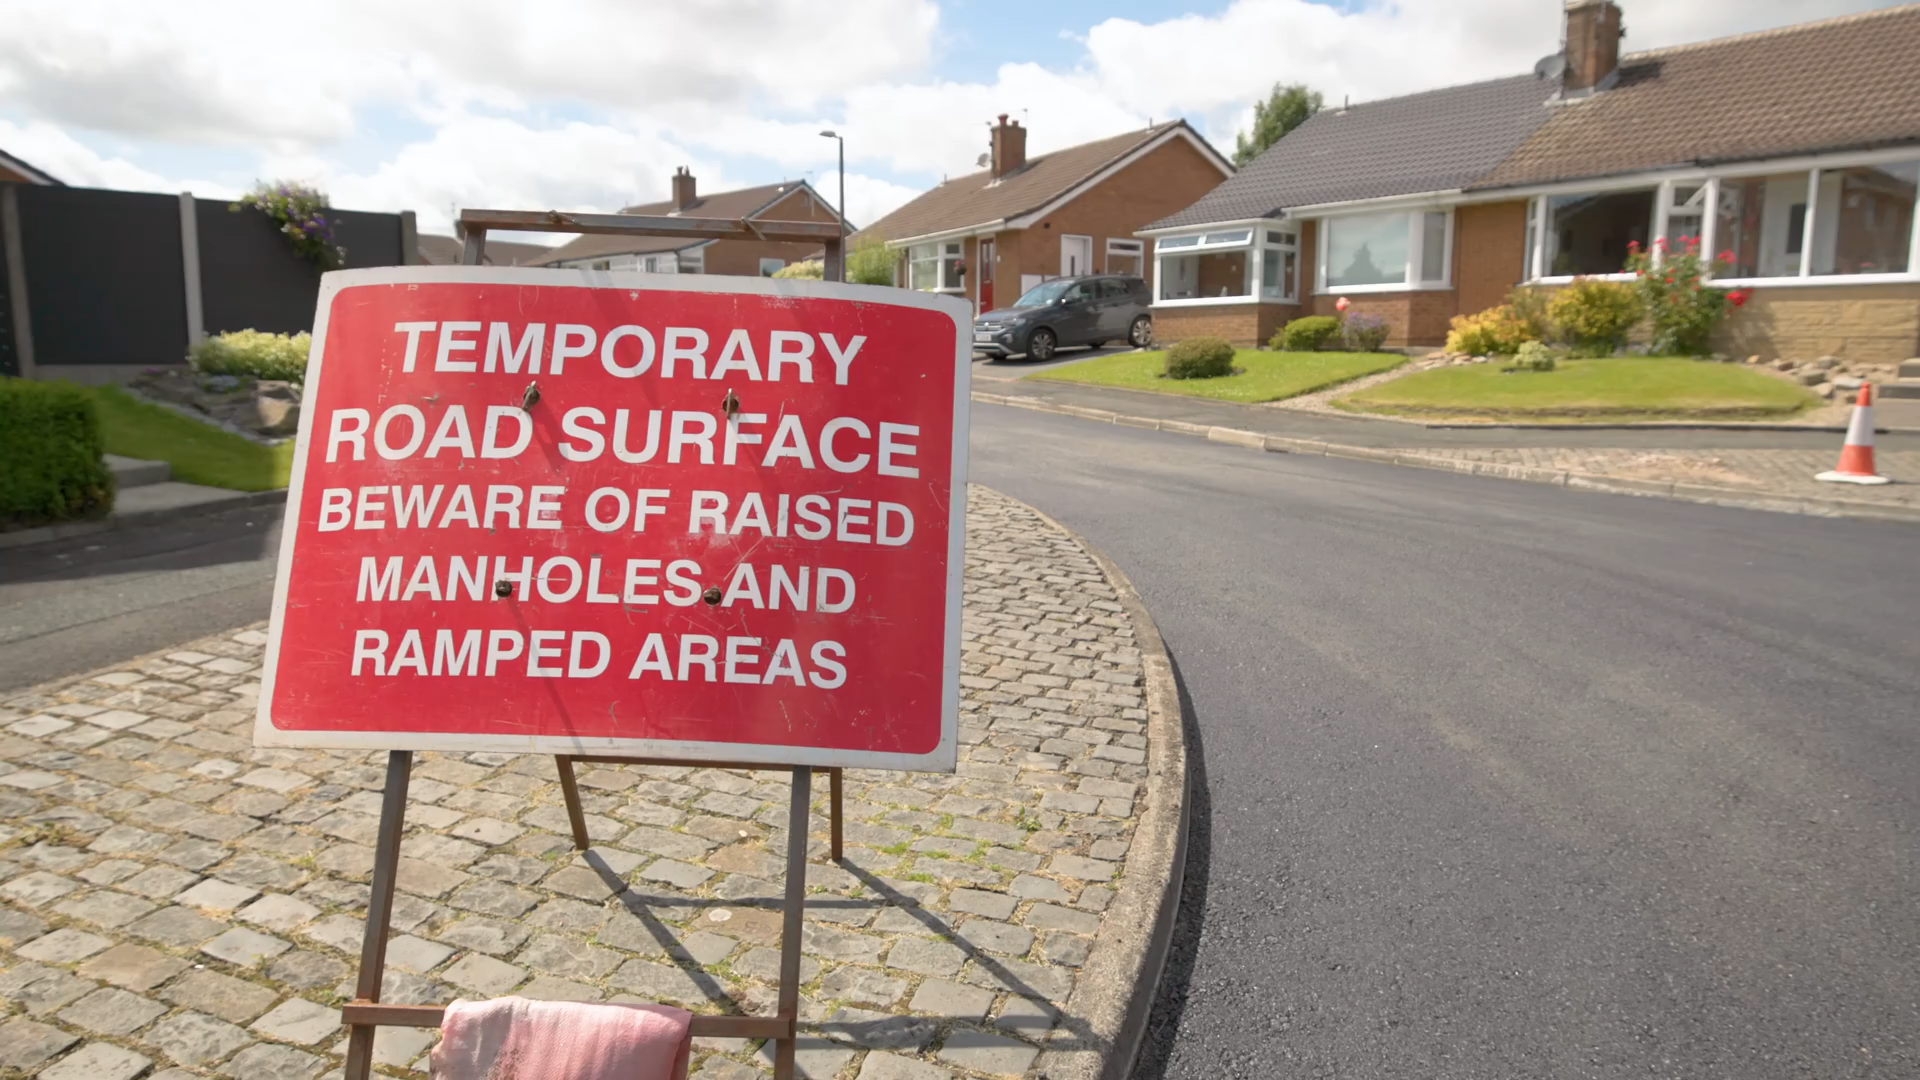 TEMPORARY
ROAD SURFACE
BEWARE OF RAISED
MANHOLES AND
RAMPED AREAS